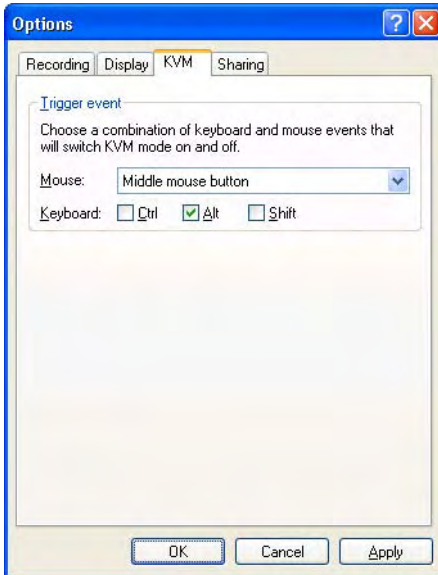 Options
Recording Display KVM Sharing
Trigger event
Choose a combination of keyboard and mouse events that
will switch KVM mode on and off.
Mouse: Middle mouse button
Keyboard: Ctrl Alt Shift
OK Cancel Apply